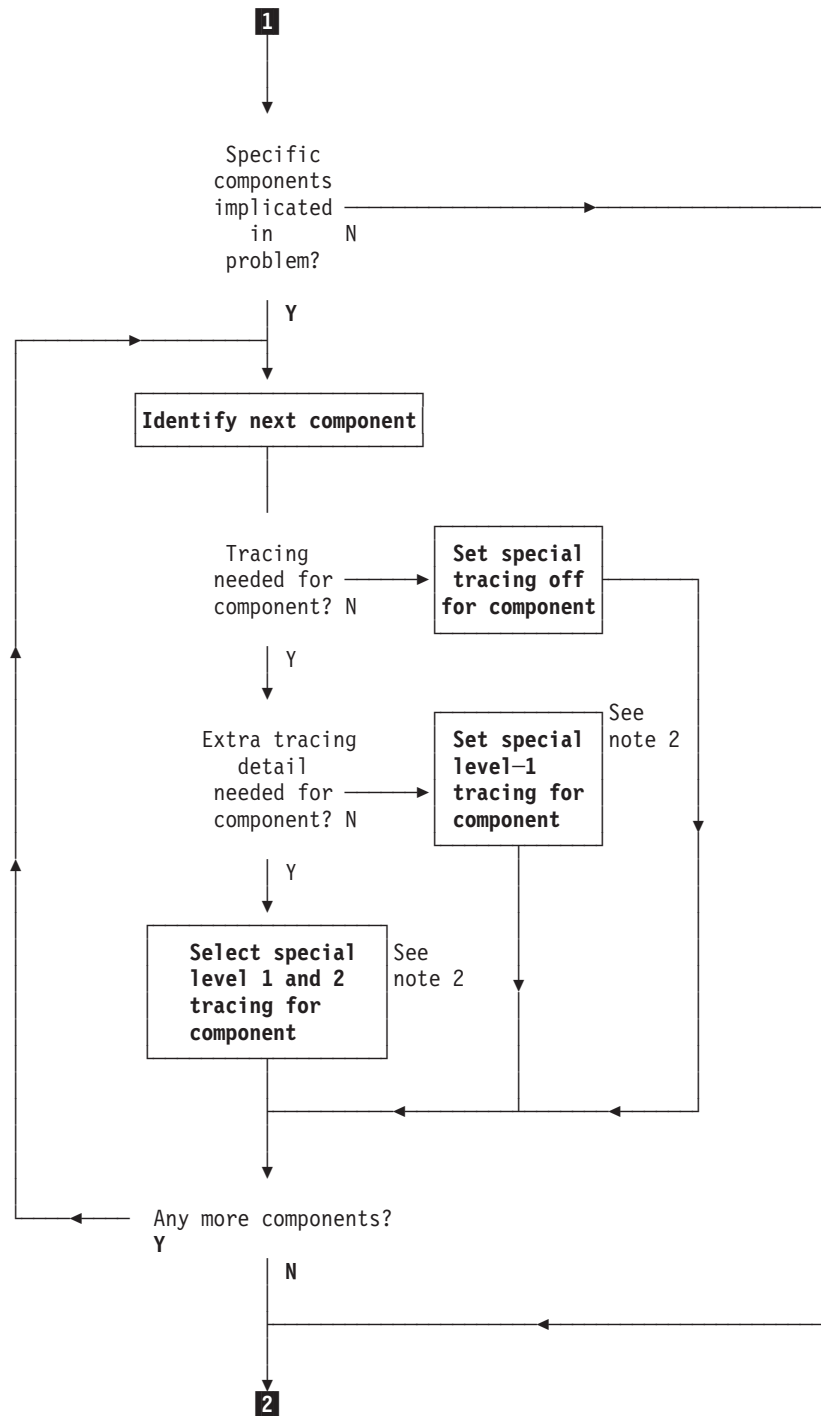 1
Specific
components
implicated
in N
problem?
Y
Identify next component
Tracing
needed for
component? N
Set special
tracing off
for component
Y
Extra tracing
detail
needed for
component? N
Set special
level-1
tracing for
component
See
note 2
Y
Select special
level 1 and 2
tracing for
component
See
note 2
Any more components?
Y
N
2